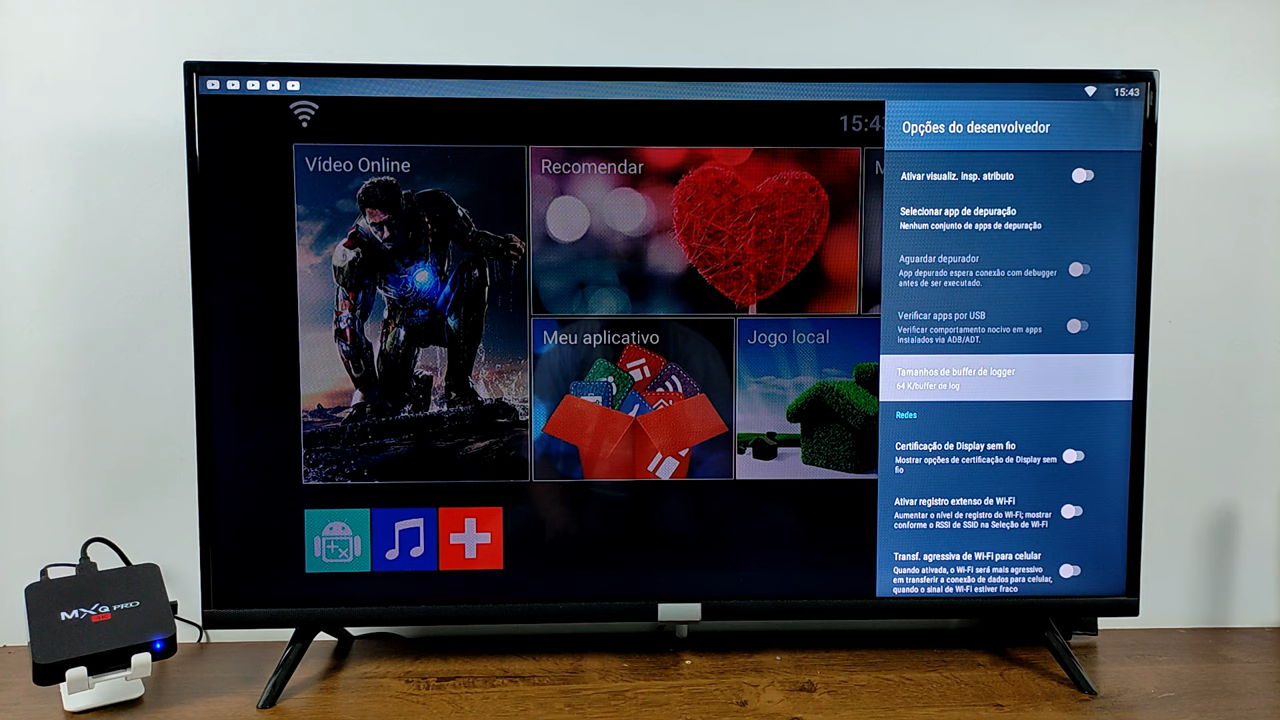 15:43
15:43
Vídeo Online
Recomendar
M
Meu aplicativo
Jogo local
Opções do desenvolvedor
Ativar visualiz. insp. atributo
Selecionar app de depuração
Nenhum conjunto de apps de depuração
Aguardar depurador
App depurado espera conexão com debugger
antes de ser executado.
Verificar apps por USB
Verificar comportamento nocivo em apps
instalados via ADB/ADT.
Tamanhos de buffer de logger
64 K/buffer de log
Redes
Certificação de Display sem fio
Mostrar opções de certificação de Display sem
fio
Ativar registro extenso de Wi-Fi
Aumentar o nível de registro do Wi-Fi; mostrar
conforme o RSSI de SSID na Seleção de Wi-Fi
Transf. agressiva de Wi-Fi para celular
Quando ativada, o Wi-Fi será mais agressivo
em transferir a conexão de dados para celular,
quando o sinal de Wi-Fi estiver fraco
MXQ PRO
4K